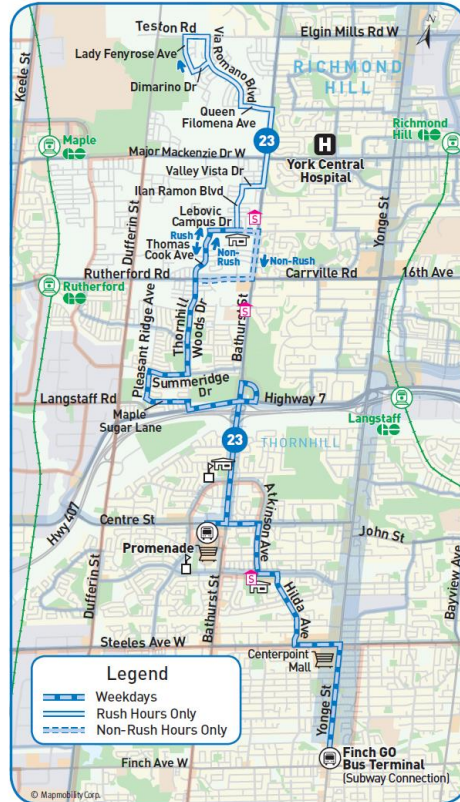 Teston Rd
Elgin Mills Rd W
N
Keele St
Lady Fenyrose Ave
Via Romano Blvd
RICHMOND
HILL
Dimarino Dr
Queen
Filomena Ave
23
Maple
H
York Central
Hospital
Richmond
Hill
Major Mackenzie Dr W
Valley Vista Dr
Ilan Ramon Blvd
Dufferin St
Yonge St
Lebovic
Campus Dr
S
Rush
Thomas
Cook Ave
Non-
Rush
Non-Rush
Rutherford Rd
Carrville Rd
16th Ave
Rutherford
S
Pleasant Ridge Ave
Thornhill
Woods Dr
Bathurst St
Summeridge
Dr
Langstaff Rd
Highway 7
Maple
Sugar Lane
Langstaff
23
THORNHILL
Hwy 407
Atkinson Ave
Centre St
John St
Promenade
Dufferin St
Bathurst St
S
Hilda Ave
Bayview Ave
Steeles Ave W
Centerpoint
Mall
Legend
Weekdays
Rush Hours Only
Non-Rush Hours Only
Yonge St
Finch Ave W
Finch GO
Bus Terminal
(Subway Connection)
© Mapmobility Corp.